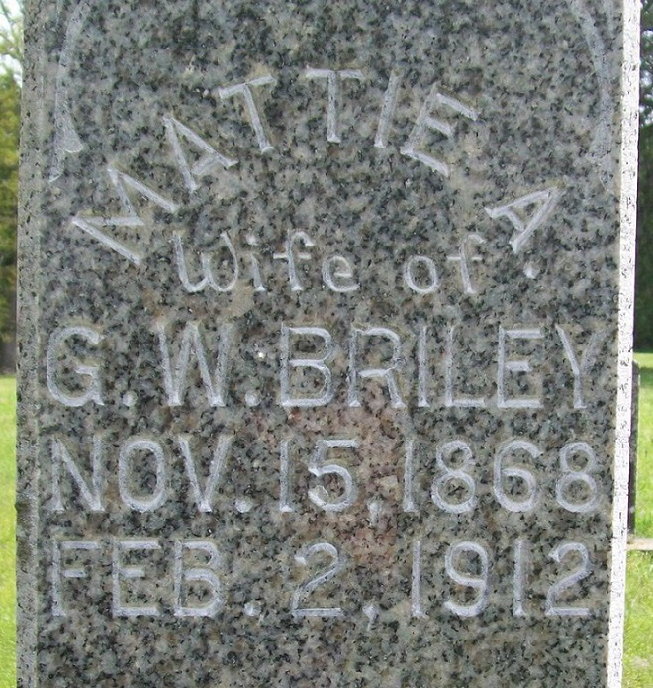 MATTIE A.
Wife of
G. W. BRILEY
NOV. 15, 1868
FEB. 2, 1912